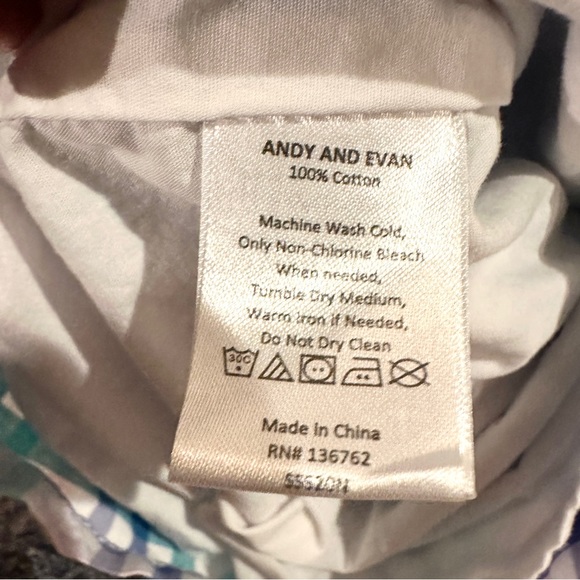 ANDY AND EVAN
100% Cotton
Machine Wash Cold,
Only Non-Chlorine Bleach
When needed,
Tumble Dry Medium,
Warm Iron if Needed,
Do Not Dry Clean
30C
Made in China
RN# 136762